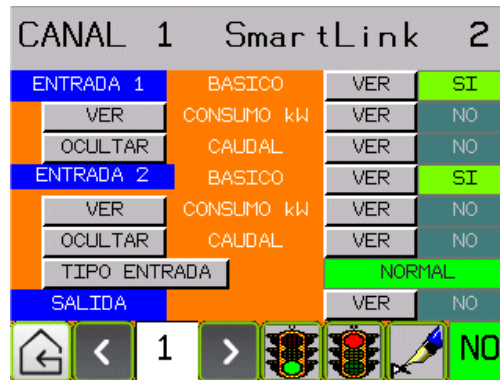 CANAL 1 SmartLink 2
ENTRADA 1 BASICO VER SI
VER CONSUMO kW VER NO
OCULTAR CAUDAL VER NO
ENTRADA 2 BASICO VER SI
VER CONSUMO kW VER NO
OCULTAR CAUDAL VER NO
TIPO ENTRADA NORMAL
SALIDA VER NO
< 1 > NO